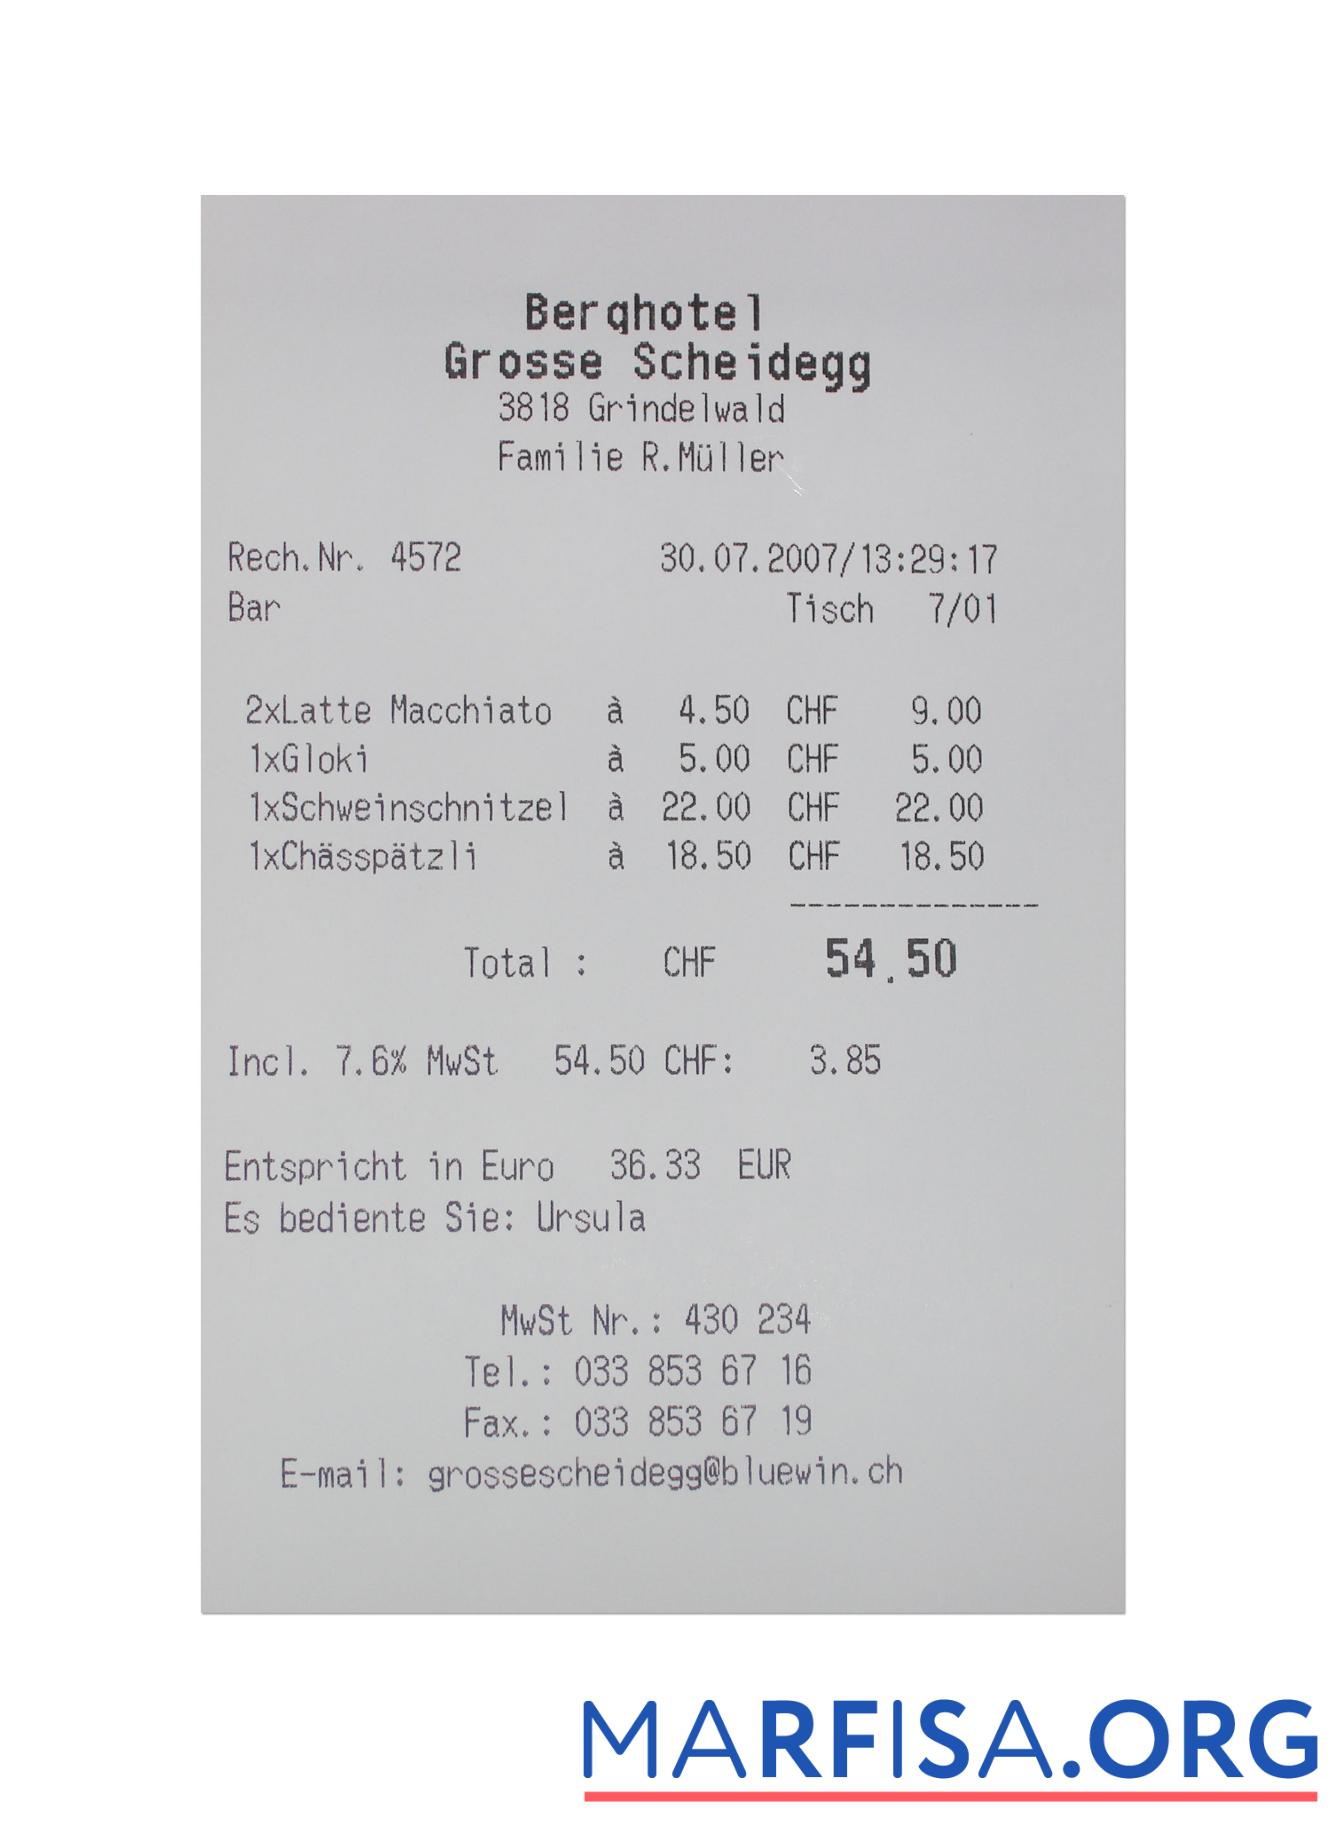 Berghotel
Grosse Scheidegg
3818 Grindelwald
Familie R.Müller
Rech.Nr. 4572 30.07.2007/13:29:17
Bar Tisch 7/01
2xLatte Macchiato à 4.50 CHF 9.00
1xGloki à 5.00 CHF 5.00
1xSchweinschnitzel à 22.00 CHF 22.00
1xChässpätzli à 18.50 CHF 18.50
--------------
Total : CHF 54.50
Incl. 7.6% MwSt 54.50 CHF: 3.85
Entspricht in Euro 36.33 EUR
Es bediente Sie: Ursula
MwSt Nr.: 430 234
Tel.: 033 853 67 16
Fax.: 033 853 67 19
E-mail: grossescheidegg@bluewin.ch
MARFISA.ORG